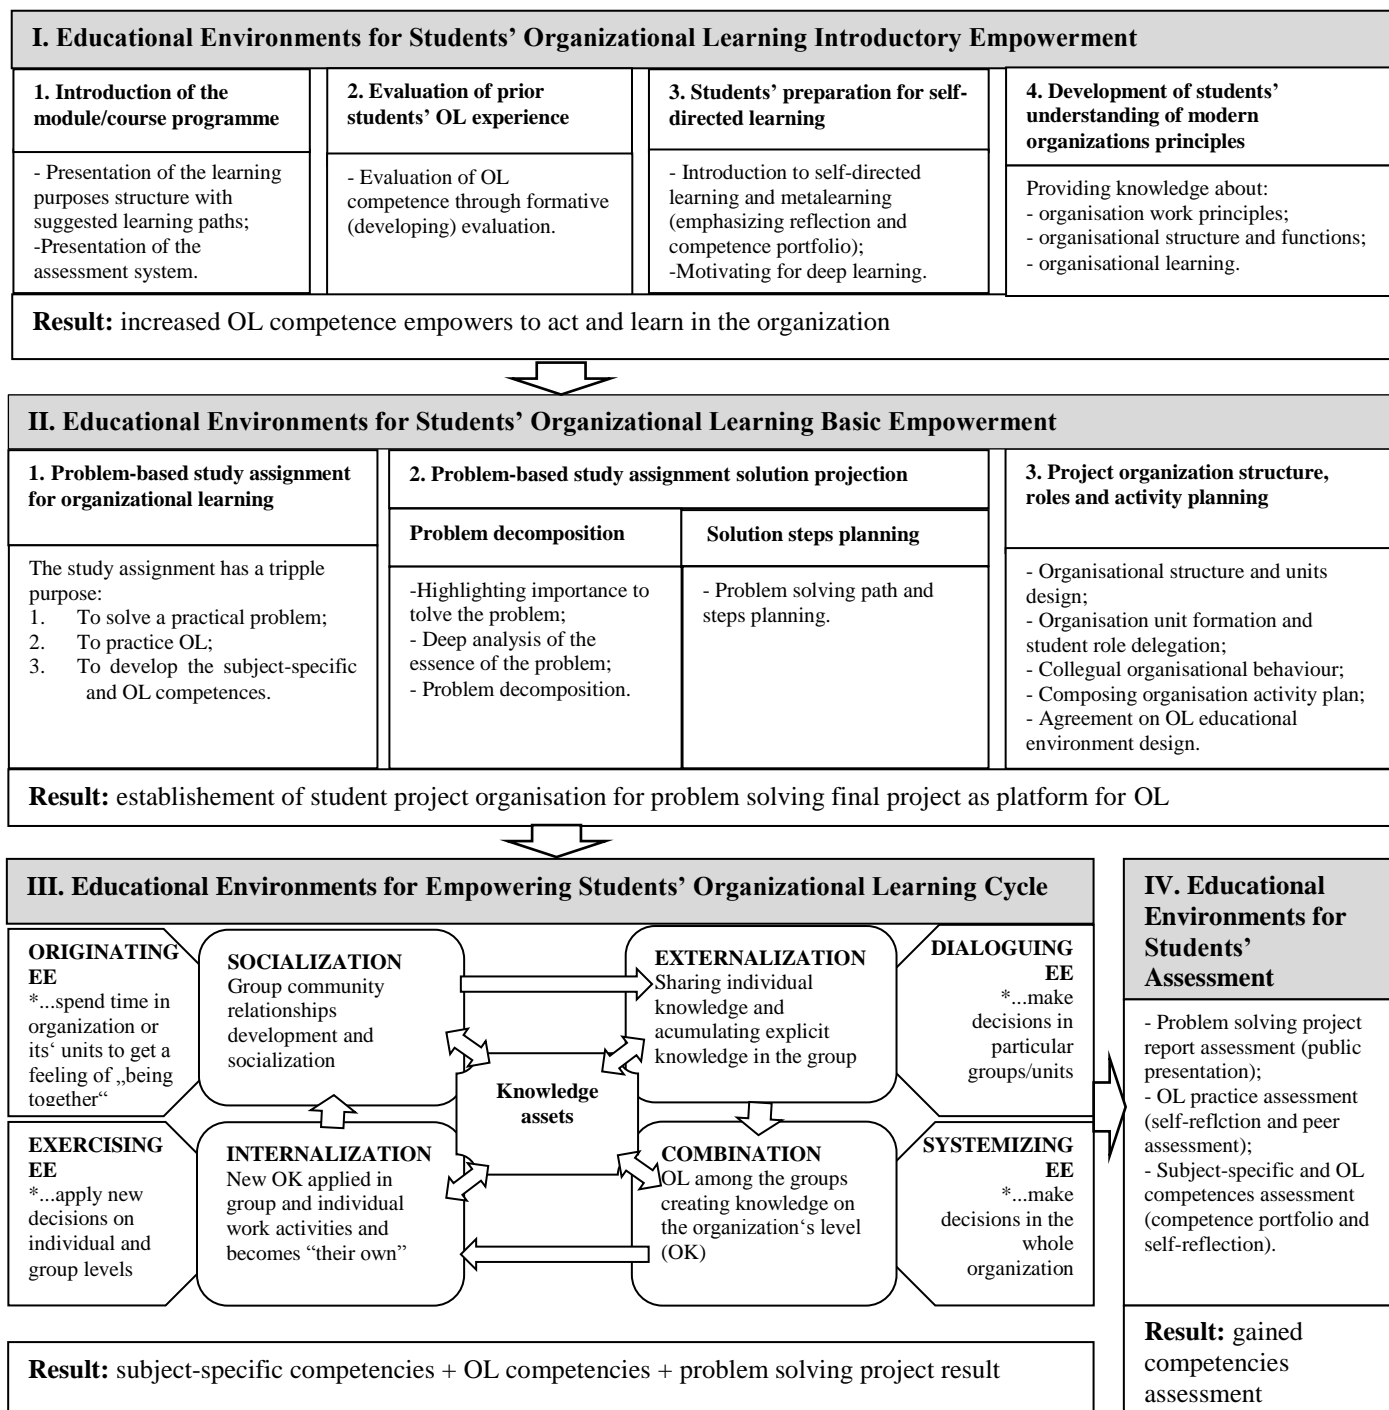 I. Educational Environments for Students’ Organizational Learning Introductory Empowerment
1. Introduction of the
module/course programme
- Presentation of the learning
purposes structure with
suggested learning paths;
-Presentation of the
assessment system.
2. Evaluation of prior
students’ OL experience
- Evaluation of OL
competence through formative
(developing) evaluation.
3. Students’ preparation for self-
directed learning
- Introduction to self-directed
learning and metalearning
(emphasizing reflection and
competence portfolio);
-Motivating for deep learning.
4. Development of students’
understanding of modern
organizations principles
Providing knowledge about:
- organisation work principles;
- organisational structure and functions;
- organisational learning.
Result: increased OL competence empowers to act and learn in the organization
II. Educational Environments for Students’ Organizational Learning Basic Empowerment
1. Problem-based study assignment
for organizational learning
The study assignment has a tripple
purpose:
1. To solve a practical problem;
2. To practice OL;
3. To develop the subject-specific
and OL competences.
2. Problem-based study assignment solution projection
Problem decomposition
-Highlighting importance to
tolve the problem;
- Deep analysis of the
essence of the problem;
- Problem decomposition.
Solution steps planning
- Problem solving path and
steps planning.
3. Project organization structure,
roles and activity planning
- Organisational structure and units
design;
- Organisation unit formation and
student role delegation;
- Collegual organisational behaviour;
- Composing organisation activity plan;
- Agreement on OL educational
environment design.
Result: establishement of student project organisation for problem solving final project as platform for OL
III. Educational Environments for Empowering Students’ Organizational Learning Cycle
ORIGINATING
EE
*...spend time in
organization or
its‘ units to get a
feeling of „being
together“
SOCIALIZATION
Group community
relationships
development and
socialization
EXTERNALIZATION
Sharing individual
knowledge and
acumulating explicit
knowledge in the group
DIALOGUING
EE
*...make
decisions in
particular
groups/units
Knowledge
assets
EXERCISING
EE
*...apply new
decisions on
individual and
group levels
INTERNALIZATION
New OK applied in
group and individual
work activities and
becomes “their own”
COMBINATION
OL among the groups
creating knowledge on
the organization‘s level
(OK)
SYSTEMIZING
EE
*...make
decisions in the
whole
organization
Result: subject-specific competencies + OL competencies + problem solving project result
IV. Educational
Environments for
Students’
Assessment
- Problem solving project
report assessment (public
presentation);
- OL practice assessment
(self-reflction and peer
assessment);
- Subject-specific and OL
competences assessment
(competence portfolio and
self-reflection).
Result: gained
competencies
assessment